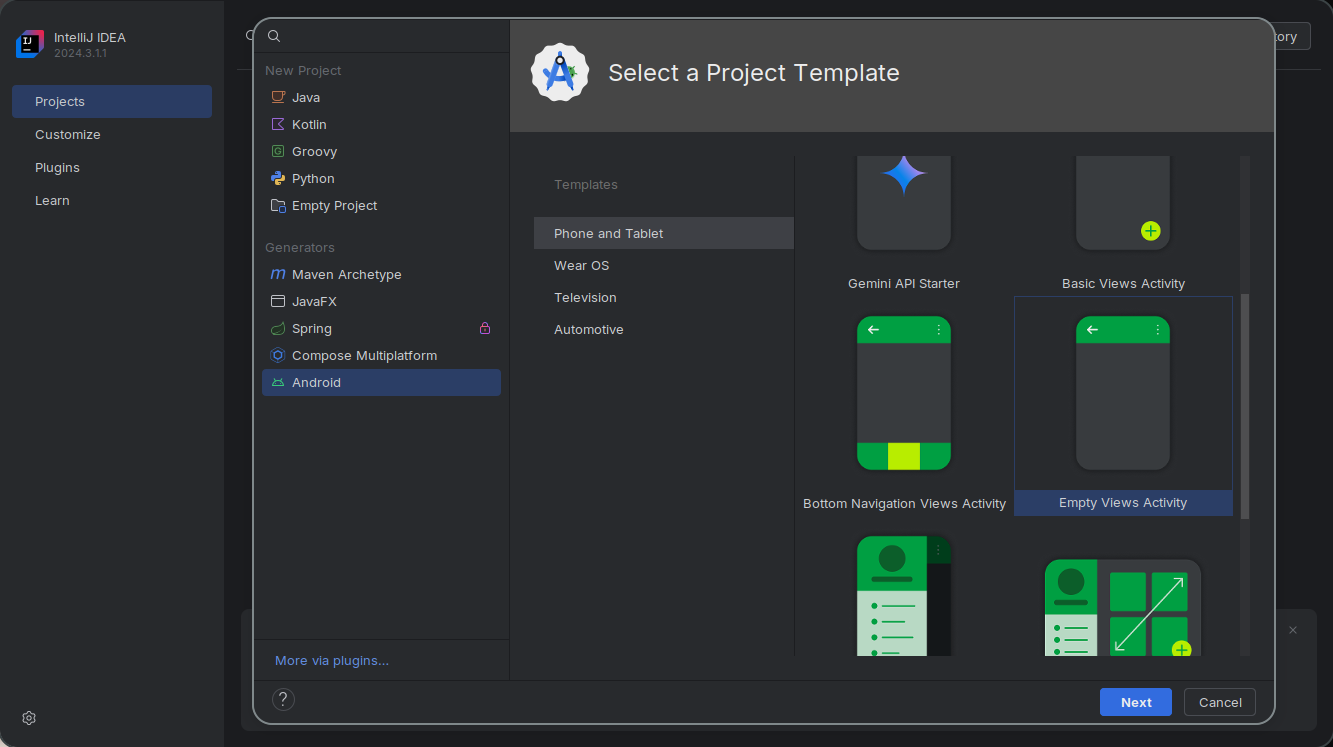 IntelliJ IDEA
2024.3.1.1
Projects
Customize
Plugins
Learn
New Project
Java
Kotlin
Groovy
Python
Empty Project
Generators
Maven Archetype
JavaFX
Spring
Compose Multiplatform
Android
More via plugins...
Select a Project Template
Templates
Phone and Tablet
Wear OS
Television
Automotive
Gemini API Starter
Basic Views Activity
Bottom Navigation Views Activity
Empty Views Activity
?
Next
Cancel